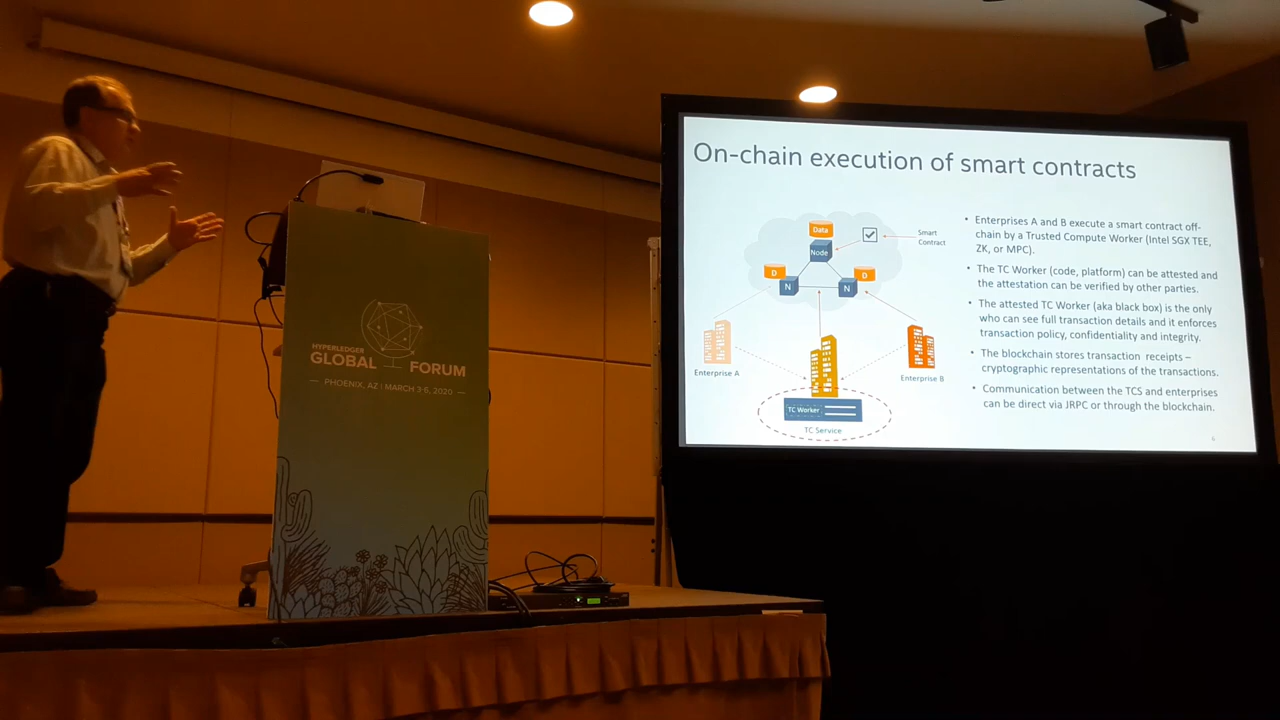 HYPERLEDGER
GLOBAL FORUM
PHOENIX, AZ | MARCH 3-6, 2020
On-chain execution of smart contracts
Data
Node
Smart
Contract
D
D
N
N
Enterprise A
Enterprise B
TC Worker
TC Service
• Enterprises A and B execute a smart contract off-
chain by a Trusted Compute Worker (Intel SGX TEE,
ZK, or MPC).
• The TC Worker (code, platform) can be attested and
the attestation can be verified by other parties.
• The attested TC Worker (aka black box) is the only
who can see full transaction details and it enforces
transaction policy, confidentiality and integrity.
• The blockchain stores transaction receipts –
cryptographic representations of the transactions.
• Communication between the TCS and enterprises
can be direct via JRPC or through the blockchain.